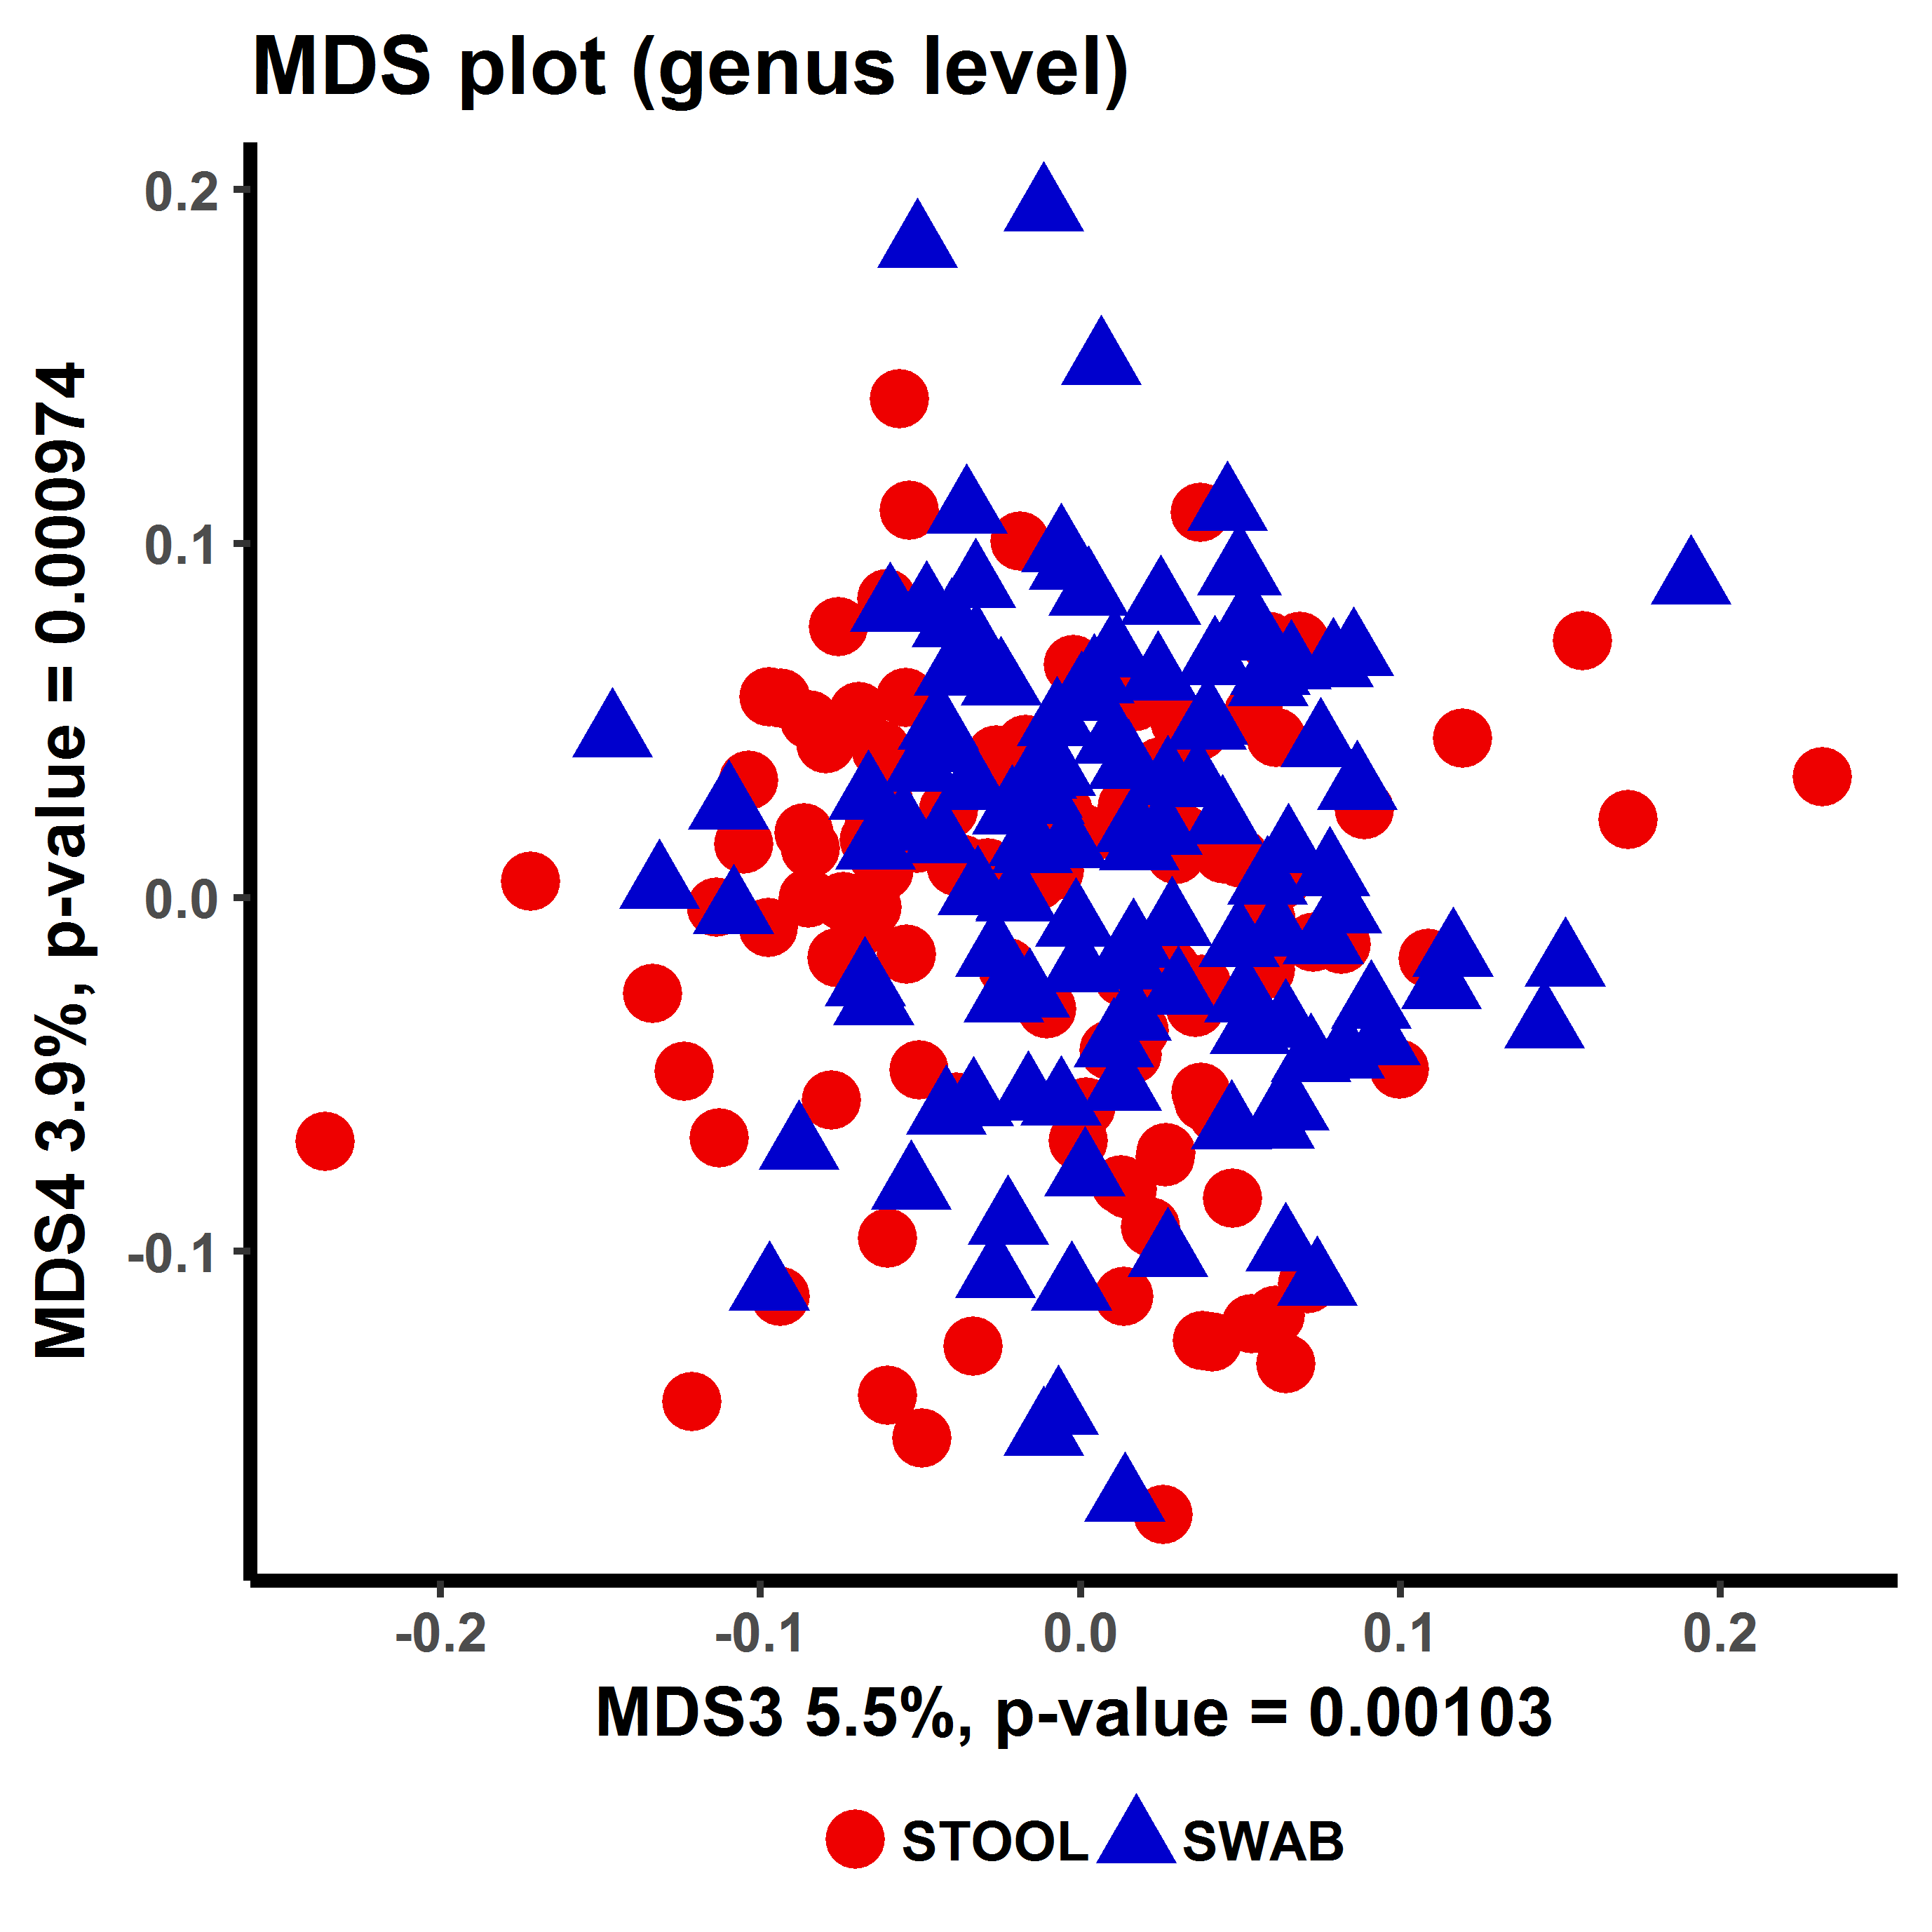 MDS plot (genus level)
MDS4 3.9%, p-value = 0.000974
0.2
0.1
0.0
-0.1
-0.2 -0.1 0.0 0.1 0.2
MDS3 5.5%, p-value = 0.00103
STOOL SWAB